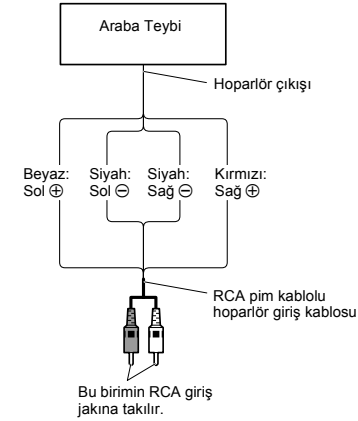 Araba Teybi
Hoparlör çıkışı
Beyaz:
Sol ⊕
Siyah:
Sol ⊖
Siyah:
Sağ ⊖
Kırmızı:
Sağ ⊕
RCA pim kablolu
hoparlör giriş kablosu
Bu birimin RCA giriş
jakına takılır.